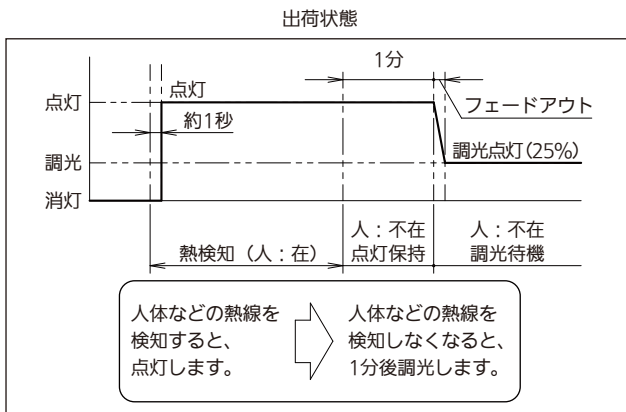 出荷状態
1分
点灯
点灯
フェードアウト
約1秒
調光
調光点灯(25%)
消灯
熱検知（人：在）
人：不在
点灯保持
人：不在
調光待機
人体などの熱線を
検知すると、
点灯します。
人体などの熱線を
検知しなくなると、
1分後調光します。